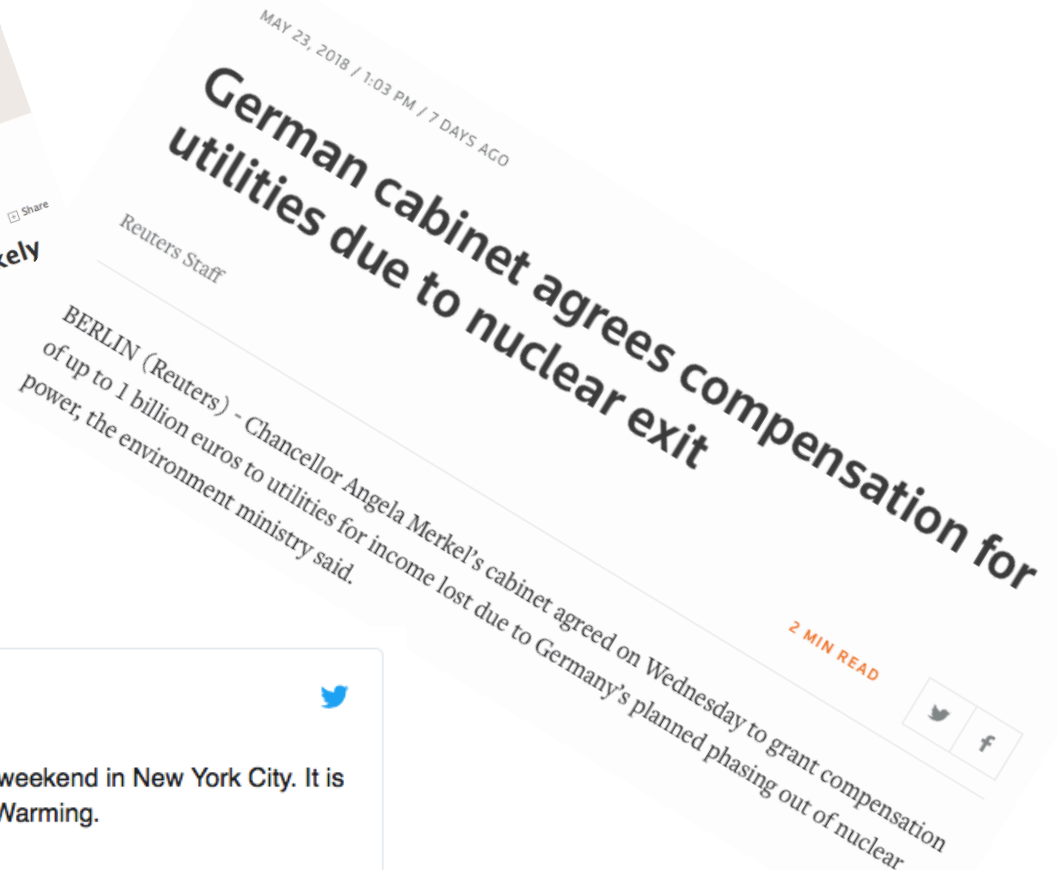 MAY 23, 2018 / 1:03 PM / 7 DAYS AGO
German cabinet agrees compensation for
utilities due to nuclear exit
Reuters Staff
2 MIN READ
BERLIN (Reuters) - Chancellor Angela Merkel's cabinet agreed on Wednesday to grant compensation
of up to 1 billion euros to utilities for income lost due to Germany's planned phasing out of nuclear
power, the environment ministry said.
Share
kely
weekend in New York City. It is
Warming.